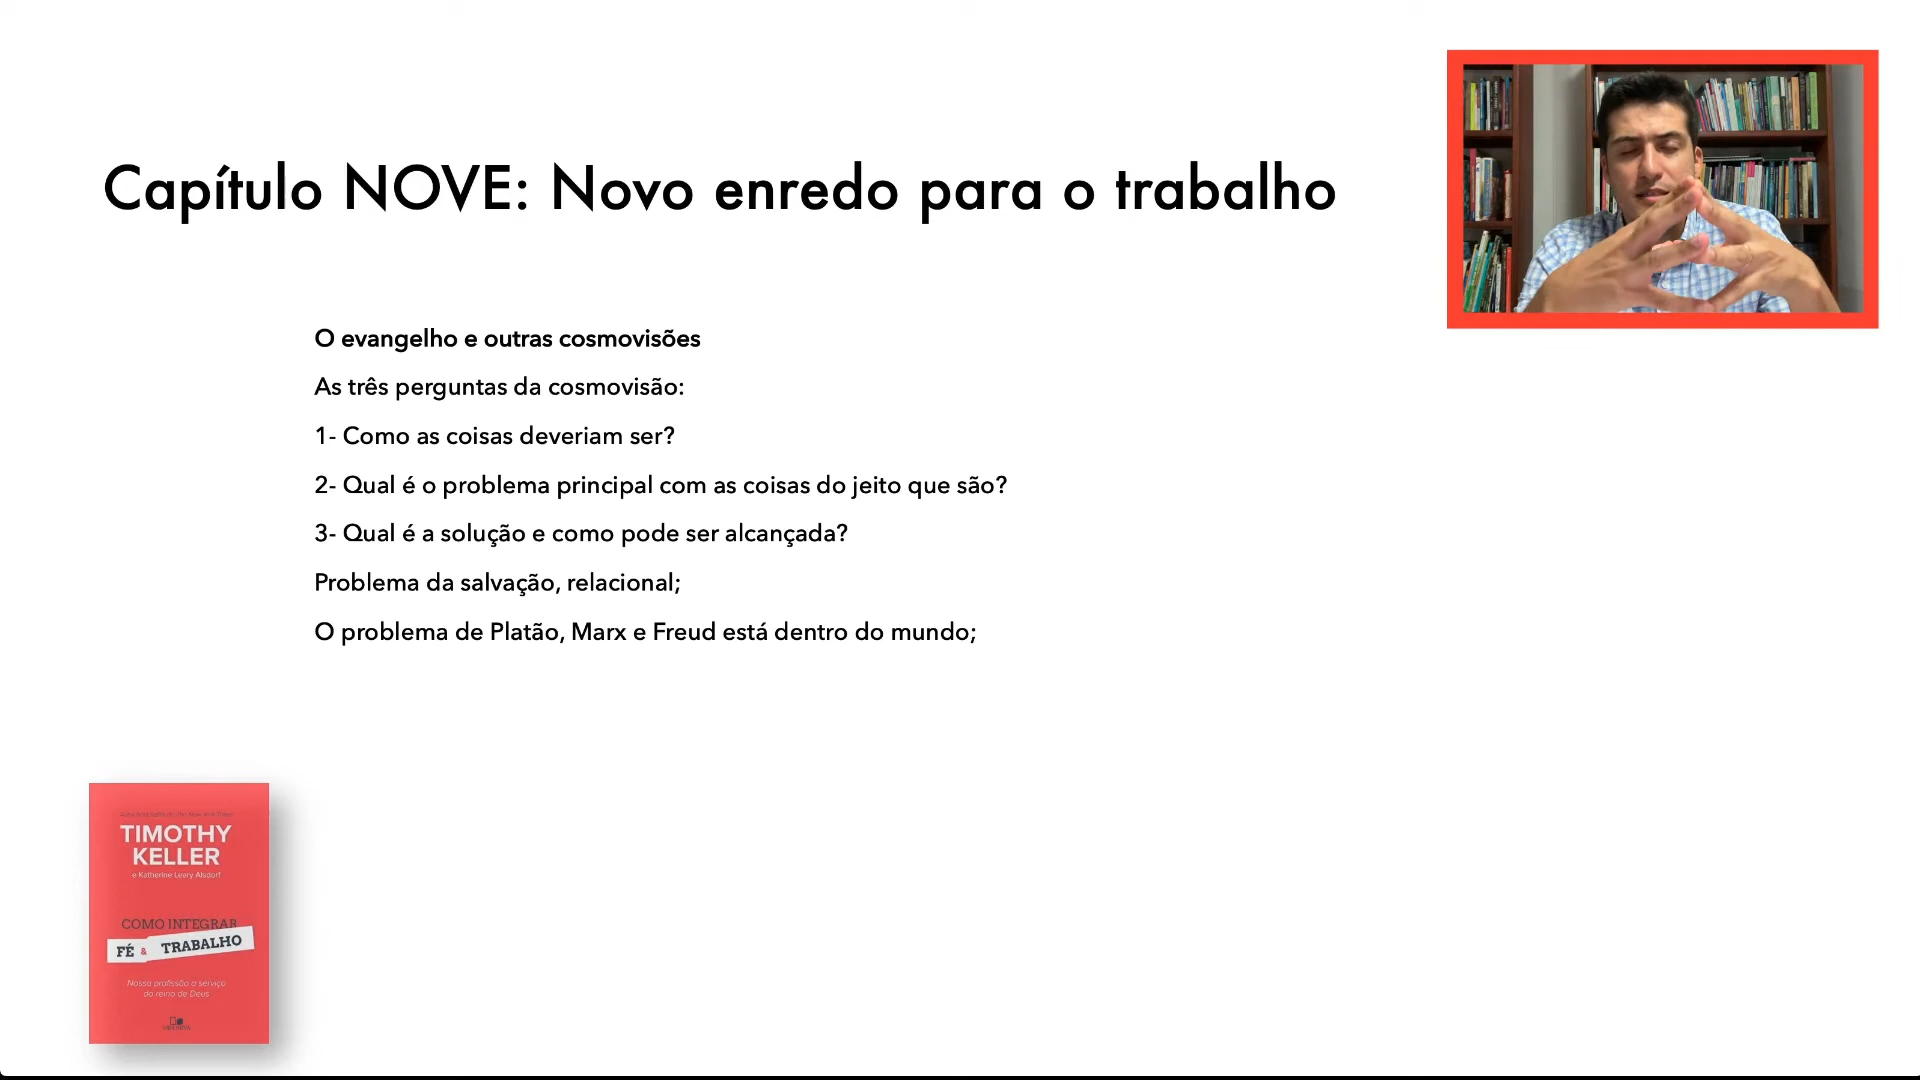 Capítulo NOVE: Novo enredo para o trabalho
O evangelho e outras cosmovisões
As três perguntas da cosmovisão:
1- Como as coisas deveriam ser?
2- Qual é o problema principal com as coisas do jeito que são?
3- Qual é a solução e como pode ser alcançada?
Problema da salvação, relacional;
O problema de Platão, Marx e Freud está dentro do mundo;
TIMOTHY
KELLER
e Katherine Leary Alsdorf
COMO INTEGRAR
FÉ & TRABALHO
Nossa profissão a serviço
do reino de Deus